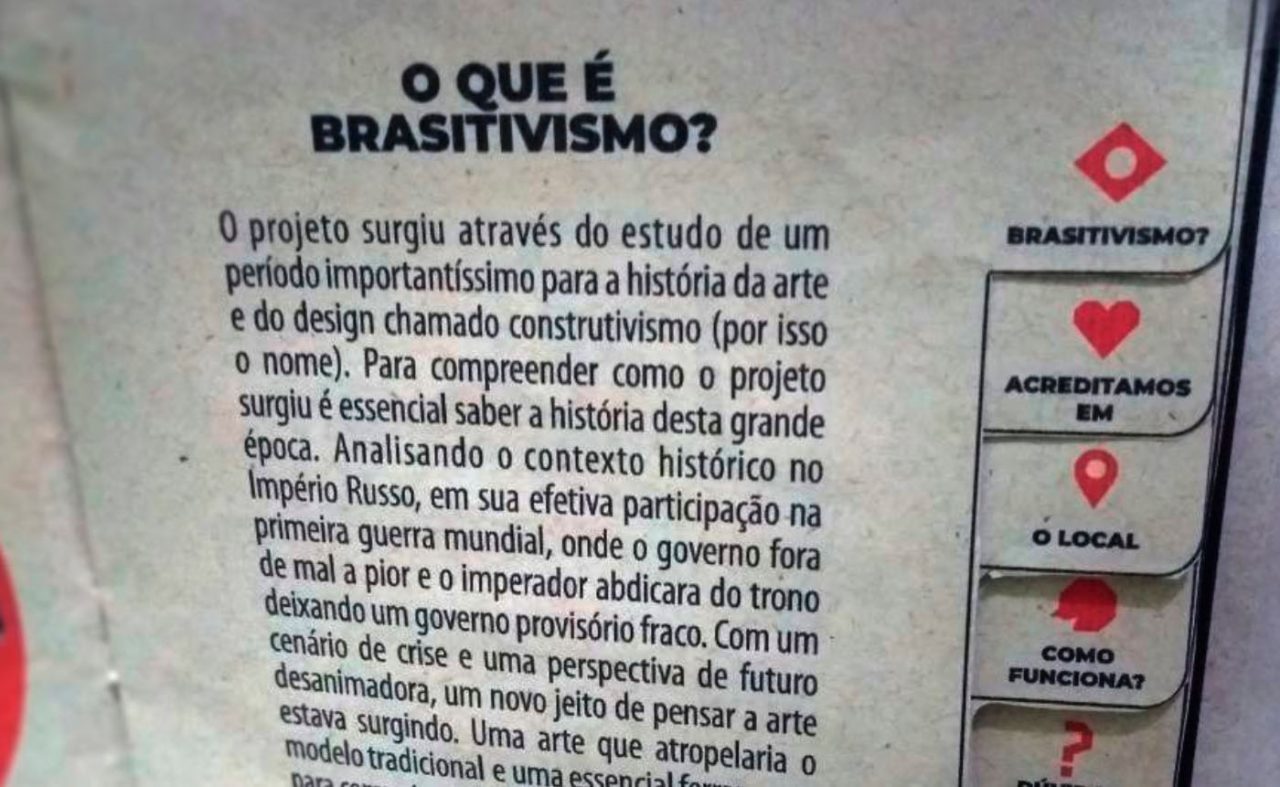 O QUE É
BRASITIVISMO?
O projeto surgiu através do estudo de um
período importantíssimo para a história da arte
e do design chamado construtivismo (por isso
o nome). Para compreender como o projeto
surgiu é essencial saber a história desta grande
época. Analisando o contexto histórico no
Império Russo, em sua efetiva participação na
primeira guerra mundial, onde o governo fora
de mal a pior e o imperador abdicara do trono
deixando um governo provisório fraco. Com um
cenário de crise e uma perspectiva de futuro
desanimadora, um novo jeito de pensar a arte
estava surgindo. Uma arte que atropelaria o
modelo tradicional e uma essencial
para
BRASITIVISMO?
ACREDITAMOS
EM
O LOCAL
COMO
FUNCIONA?
?